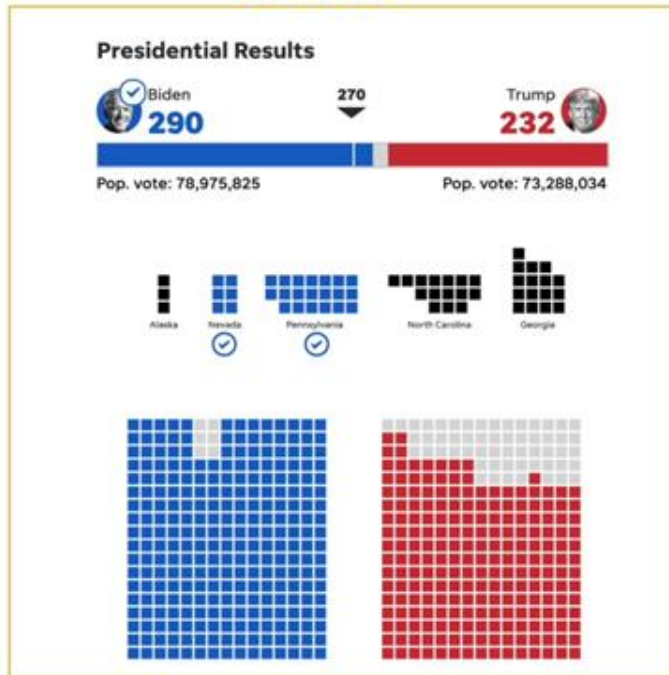 Presidential Results
Biden 270 Trump
290 232
Pop. vote: 78,975,825 Pop. vote: 73,288,034
Alaska Nevada Pennsylvania North Carolina Georgia